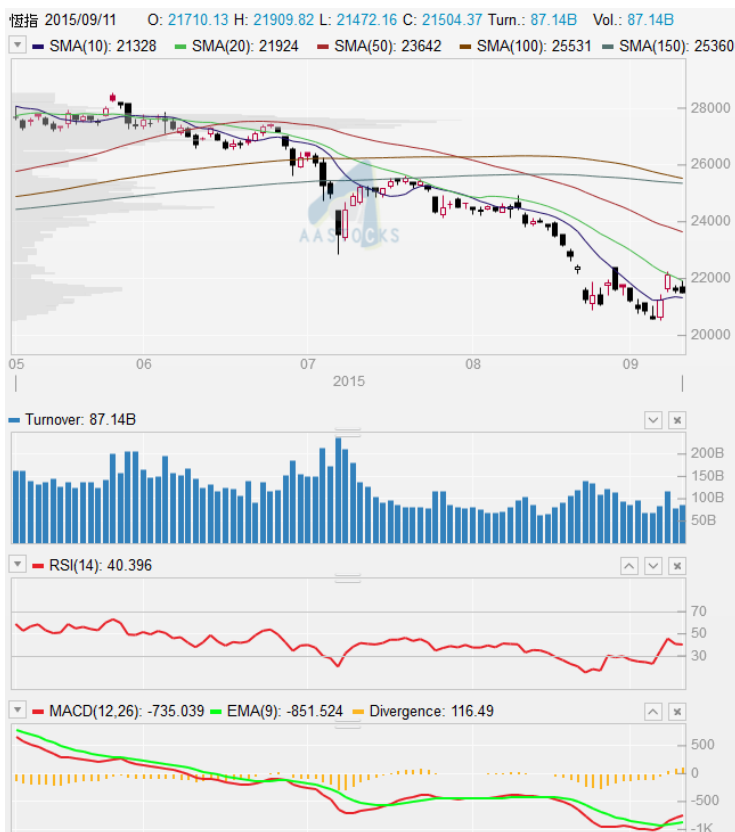 恆指 2015/09/11 O: 21710.13 H: 21909.82 L: 21472.16 C: 21504.37 Turn.: 87.14B Vol.: 87.14B
SMA(10): 21328 SMA(20): 21924 SMA(50): 23642 SMA(100): 25531 SMA(150): 25360
28000
26000
24000
AASTOCKS
22000
20000
05 06 07 08 09
2015
Turnover: 87.14B
200B
150B
100B
50B
RSI(14): 40.396
70
50
30
MACD(12,26): -735.039 EMA(9): -851.524 Divergence: 116.49
500
0
-500
-1K